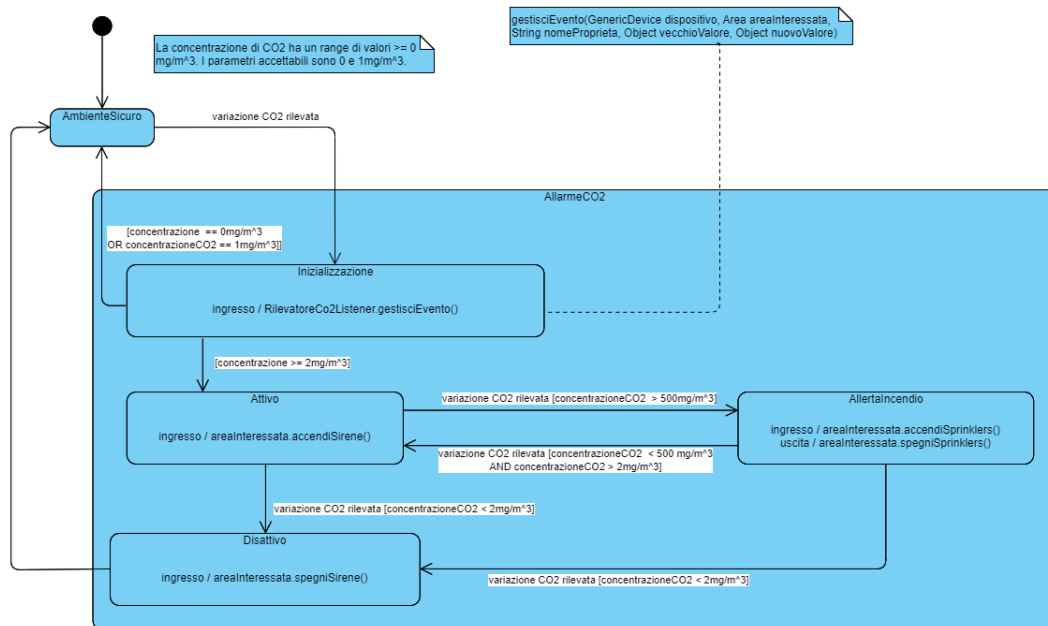 gestisciEvento(GenericDevice dispositivo, Area areaInteressata,
String nomeProprieta, Object vecchioValore, Object nuovoValore)
La concentrazione di CO2 ha un range di valori >= 0
mg/m^3. I parametri accettabili sono 0 e 1mg/m^3.
AmbienteSicuro
variazione CO2 rilevata
AllarmeCO2
[concentrazione == 0mg/m^3
OR concentrazioneCO2 == 1mg/m^3]]
Inizializzazione
ingresso / RilevatoreCo2Listener.gestisciEvento()
[concentrazione >= 2mg/m^3]
Attivo
ingresso / areaInteressata.accendiSirene()
variazione CO2 rilevata [concentrazioneCO2 > 500mg/m^3]
AllertaIncendio
ingresso / areaInteressata.accendiSprinklers()
uscita / areaInteressata.spegniSprinklers()
variazione CO2 rilevata [concentrazioneCO2 < 500 mg/m^3
AND concentrazioneCO2 > 2mg/m^3]
variazione CO2 rilevata [concentrazioneCO2 < 2mg/m^3]
Disattivo
ingresso / areaInteressata.spegniSirene()
variazione CO2 rilevata [concentrazioneCO2 < 2mg/m^3]